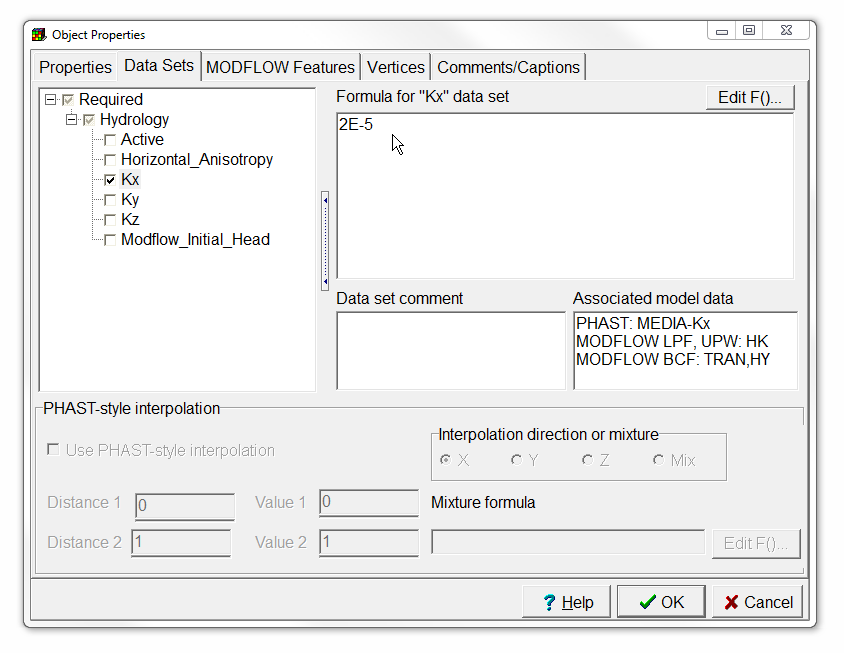 Object Properties
Properties Data Sets MODFLOW Features Vertices Comments/Captions
Required
Hydrology
Active
Horizontal_Anisotropy
Kx
Ky
Kz
Modflow_Initial_Head
Formula for "Kx" data set
Edit F()...
2E-5
Data set comment
Associated model data
PHAST: MEDIA-Kx
MODFLOW LPF, UPW: HK
MODFLOW BCF: TRAN,HY
PHAST-style interpolation
Use PHAST-style interpolation
Interpolation direction or mixture
X Y Z Mix
Distance 1 0 Value 1 0 Mixture formula
Distance 2 1 Value 2 1 Edit F()...
? Help OK Cancel